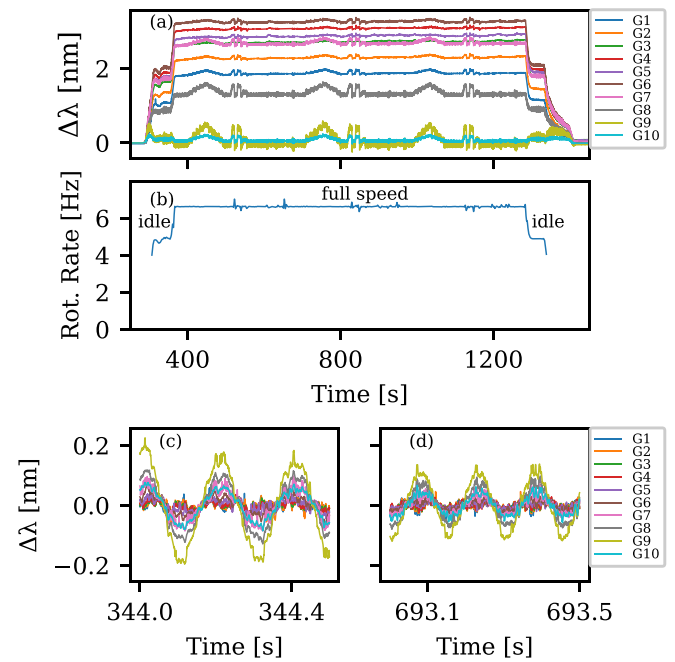 (a)
Δλ [nm]
2
0
G1
G2
G3
G4
G5
G6
G7
G8
G9
G10
(b)
full speed
idle
idle
Rot. Rate [Hz]
6
4
2
0
400
800
1200
Time [s]
(c)
(d)
Δλ [nm]
0.2
0.0
−0.2
G1
G2
G3
G4
G5
G6
G7
G8
G9
G10
344.0
344.4
693.1
693.5
Time [s]
Time [s]